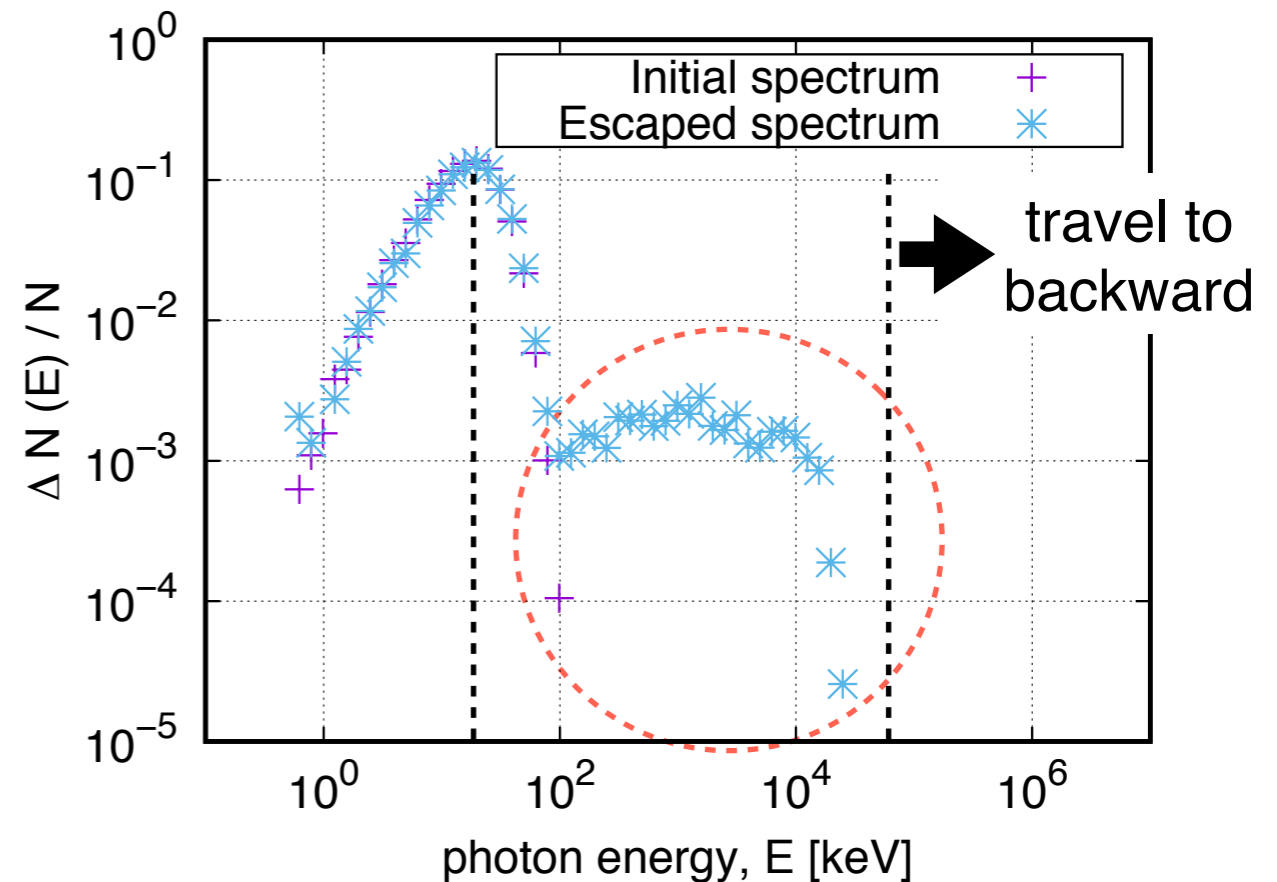 10^0
10^-1
10^-2
10^-3
10^-4
10^-5
Δ N (E) / N
Initial spectrum
Escaped spectrum
travel to
backward
10^0
10^2
10^4
10^6
photon energy, E [keV]